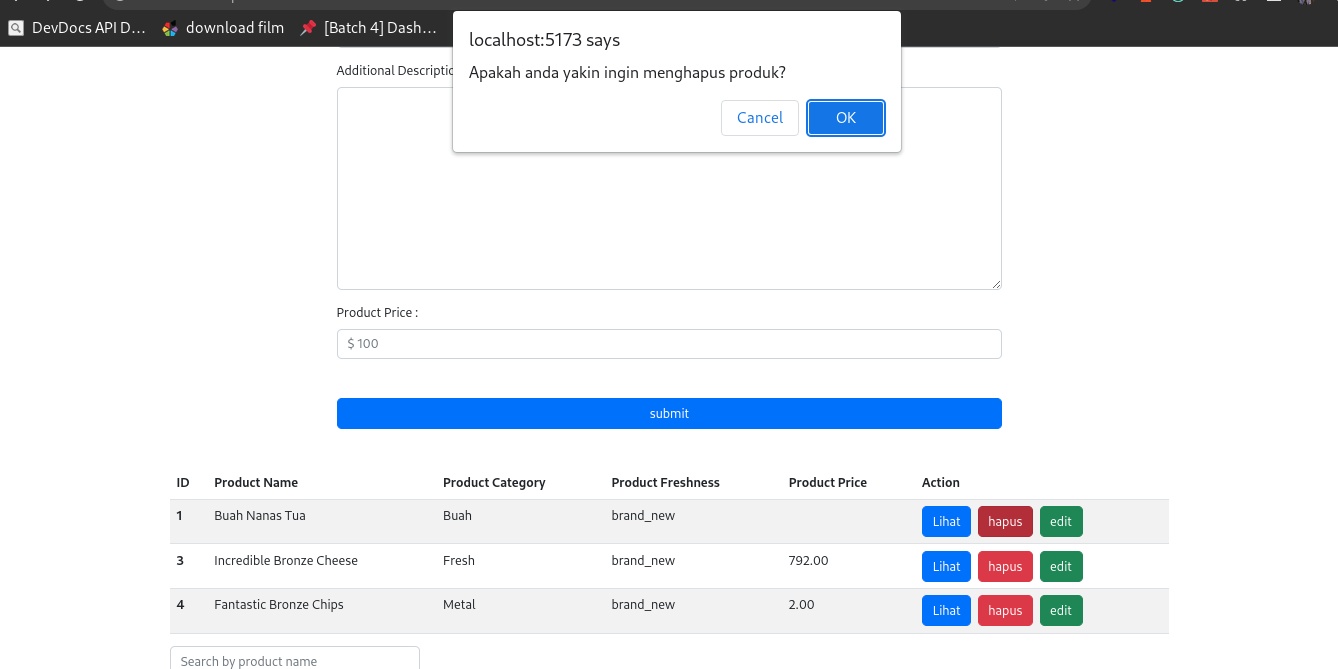 DevDocs API D...
download film
[Batch 4] Dash...
localhost:5173 says
Apakah anda yakin ingin menghapus produk?
Cancel
OK
Additional Descriptio
Product Price :
$ 100
submit
ID Product Name Product Category Product Freshness Product Price Action
1 Buah Nanas Tua Buah brand_new Lihat hapus edit
3 Incredible Bronze Cheese Fresh brand_new 792.00 Lihat hapus edit
4 Fantastic Bronze Chips Metal brand_new 2.00 Lihat hapus edit
Search by product name